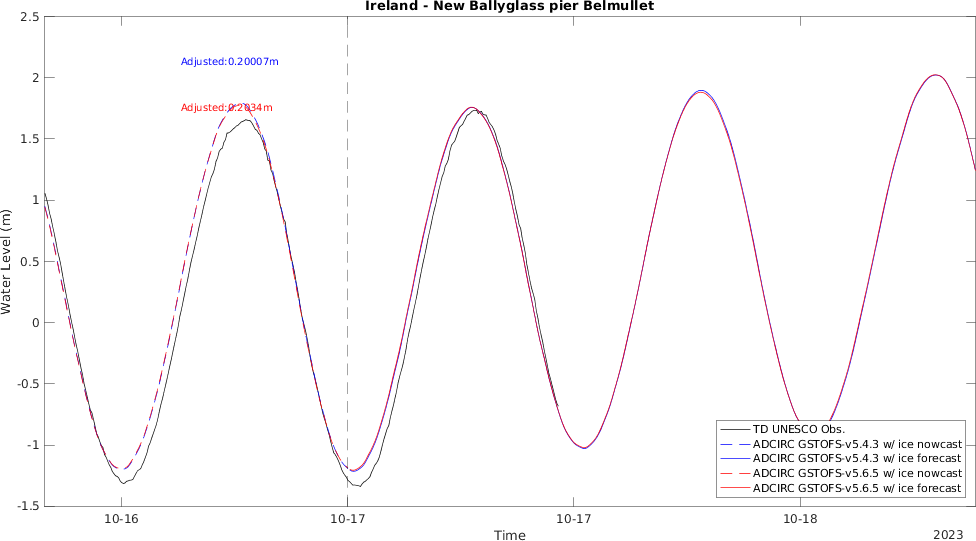 Ireland - New Ballyglass pier Belmullet
2.5
2
1.5
1
0.5
0
-0.5
-1
-1.5
Water Level (m)
Adjusted:0.20007m
Adjusted:0.2034m
TD UNESCO Obs.
ADCIRC GSTOFS-v5.4.3 w/ ice nowcast
ADCIRC GSTOFS-v5.4.3 w/ ice forecast
ADCIRC GSTOFS-v5.6.5 w/ ice nowcast
ADCIRC GSTOFS-v5.6.5 w/ ice forecast
10-16 10-17 10-17 10-18
Time
2023